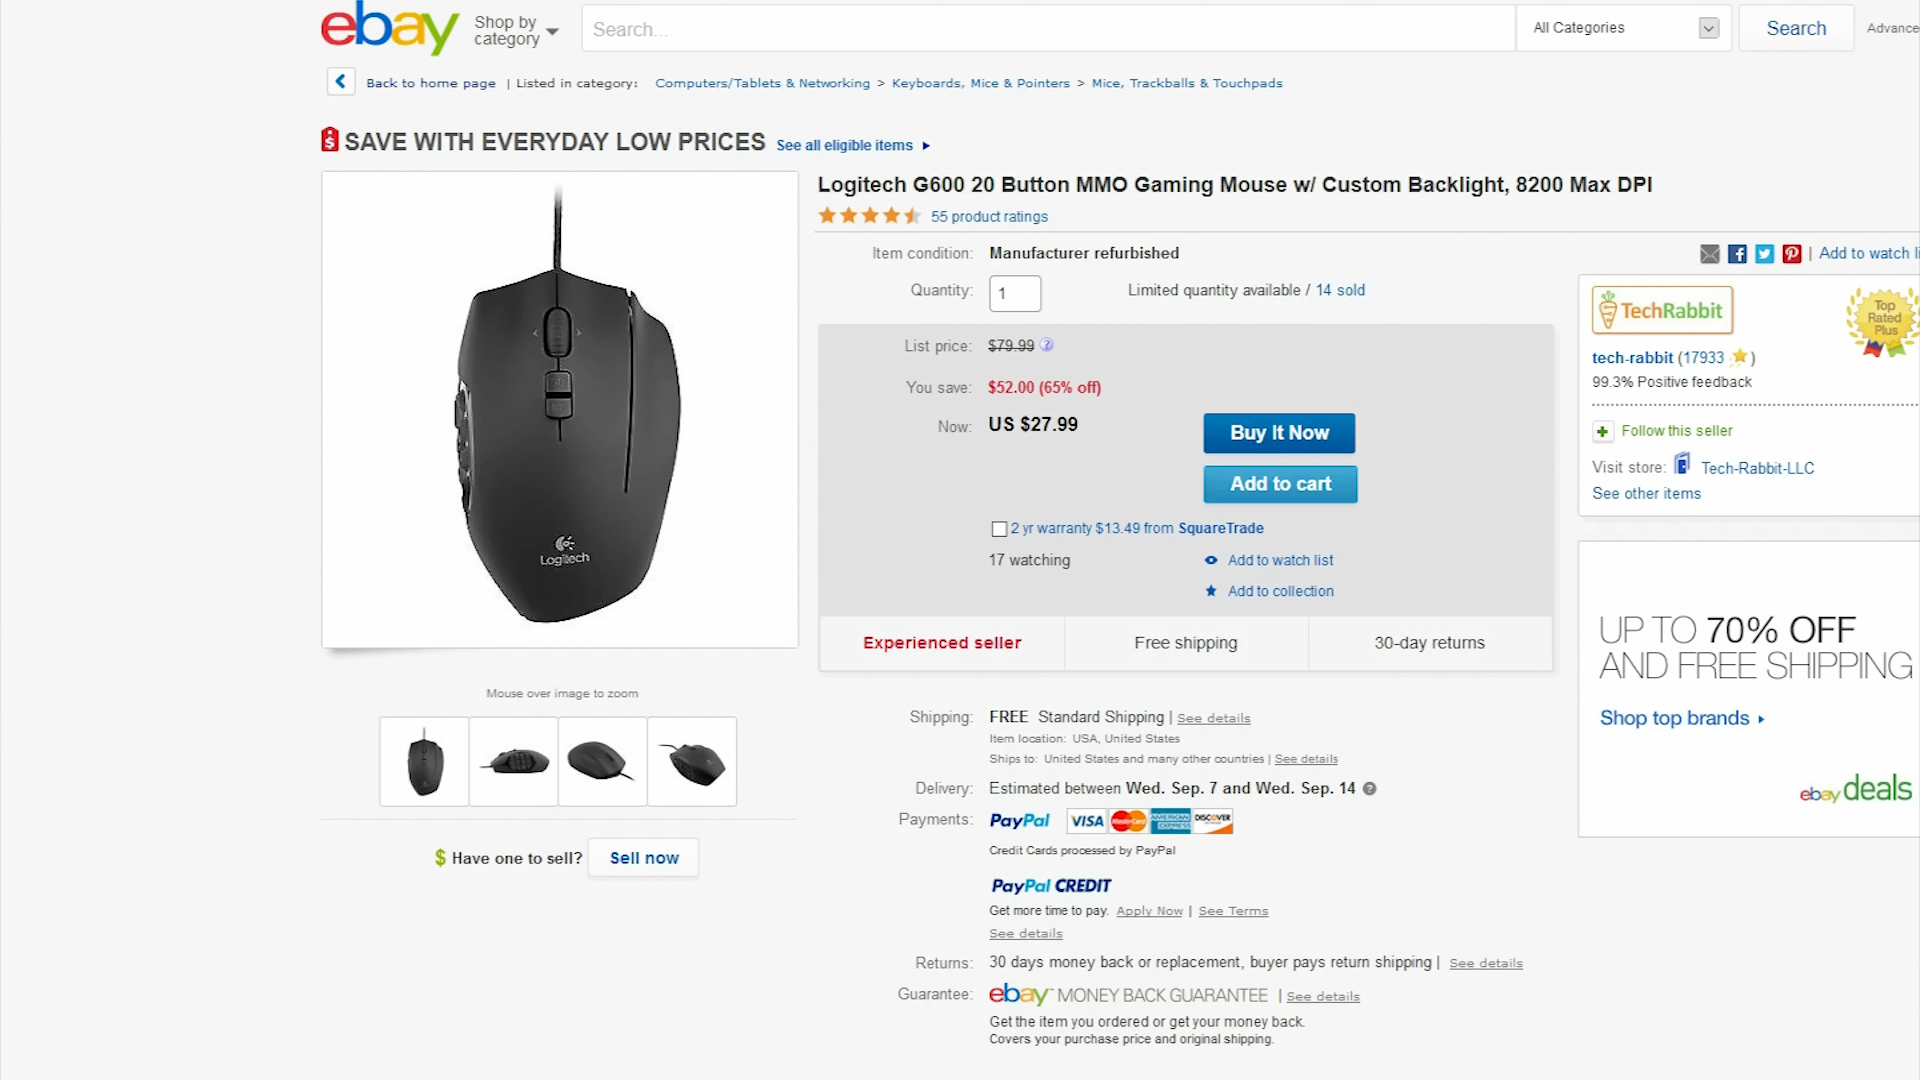 ebay
Shop by category
Search...
All Categories
Search
Advance
Back to home page | Listed in category: Computers/Tablets & Networking > Keyboards, Mice & Pointers > Mice, Trackballs & Touchpads
SAVE WITH EVERYDAY LOW PRICES See all eligible items
Logitech G600 20 Button MMO Gaming Mouse w/ Custom Backlight, 8200 Max DPI
55 product ratings
Item condition: Manufacturer refurbished
| Add to watch li
Quantity: 1 Limited quantity available / 14 sold
List price: $79.99
You save: $52.00 (65% off)
Now: US $27.99
Buy It Now
Add to cart
2 yr warranty $13.49 from SquareTrade
17 watching
Add to watch list
Add to collection
Experienced seller
Free shipping
30-day returns
TechRabbit
Top Rated Plus
tech-rabbit (17933 )
99.3% Positive feedback
Follow this seller
Visit store: Tech-Rabbit-LLC
See other items
Logitech
Mouse over image to zoom
$ Have one to sell? Sell now
Shipping: FREE Standard Shipping | See details
Item location: USA, United States
Ships to: United States and many other countries | See details
Delivery: Estimated between Wed. Sep. 7 and Wed. Sep. 14
Payments: PayPal VISA MasterCard AMERICAN EXPRESS DISCOVER
Credit Cards processed by PayPal
PayPal CREDIT
Get more time to pay. Apply Now | See Terms
See details
Returns: 30 days money back or replacement, buyer pays return shipping | See details
Guarantee: ebay MONEY BACK GUARANTEE | See details
Get the item you ordered or get your money back.
Covers your purchase price and original shipping.
UP TO 70% OFF
AND FREE SHIPPING
Shop top brands
ebay deals